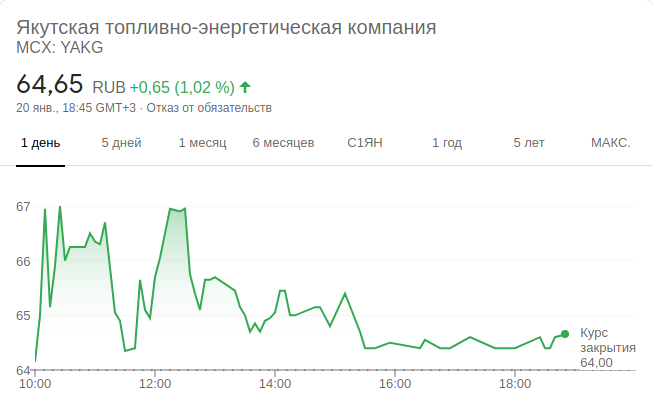 Якутская топливно-энергетическая компания
MCX: YAKG
64,65 RUB +0,65 (1,02 %)
20 янв., 18:45 GMT+3 · Отказ от обязательств
1 день 5 дней 1 месяц 6 месяцев С1ЯН 1 год 5 лет МАКС.
67
66
65
64
Курс
закрытия
64,00
10:00 12:00 14:00 16:00 18:00